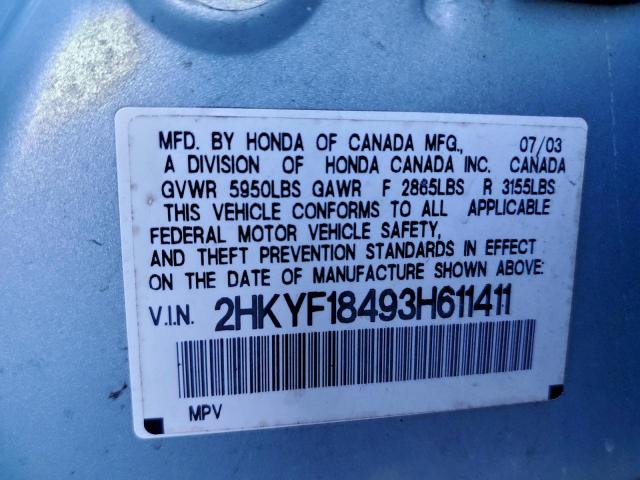 MFD. BY HONDA OF CANADA MFG., 07/03
A DIVISION OF HONDA CANADA INC. CANADA
GVWR 5950LBS GAWR F 2865LBS R 3155LBS
THIS VEHICLE CONFORMS TO ALL APPLICABLE
FEDERAL MOTOR VEHICLE SAFETY,
AND THEFT PREVENTION STANDARDS IN EFFECT
ON THE DATE OF MANUFACTURE SHOWN ABOVE:
V.I.N. 2HKYF18493H611411
MPV